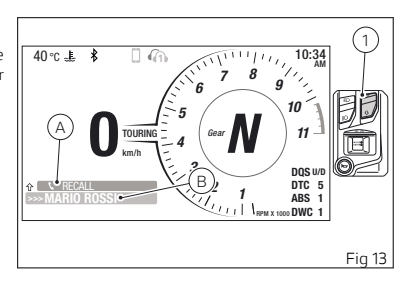 e
r
40 °C 10:34
AM
8
7 9
6 10
5 11
0 TOURING
km/h
4 Gear N
3
2
1
RPM X 1000
DQS U/D
DTC 5
ABS 1
DWC 1
A
RECALL
>>> MARIO ROSSI
B
1
Fig 13